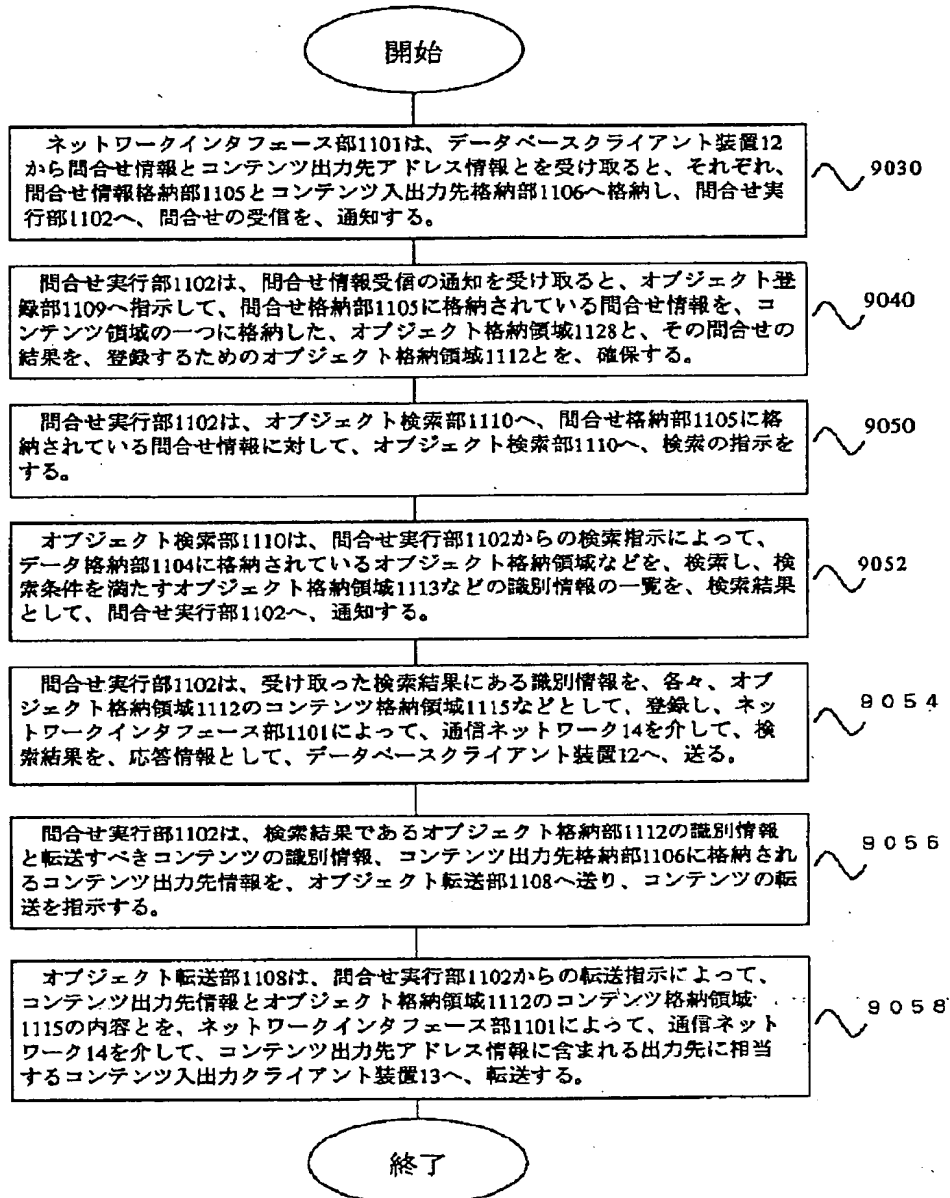 開始
ネットワークインタフェース部1101は、データベースクライアント装置12
から問合せ情報とコンテンツ出力先アドレス情報とを受け取ると、それぞれ、
問合せ情報格納部1105とコンテンツ入出力先格納部1106へ格納し、問合せ実
行部1102へ、問合せの受信を、通知する。
9030
問合せ実行部1102は、問合せ情報受信の通知を受け取ると、オブジェクト登
録部1109へ指示して、問合せ格納部1105に格納されている問合せ情報を、コ
ンテンツ領域の一つに格納した、オブジェクト格納領域1128と、その問合せの
結果を、登録するためのオブジェクト格納領域1112とを、確保する。
9040
問合せ実行部1102は、オブジェクト検索部1110へ、問合せ格納部1105に格
納されている問合せ情報に対して、オブジェクト検索部1110へ、検索の指示を
する。
9050
オブジェクト検索部1110は、問合せ実行部1102からの検索指示によって、
データ格納部1104に格納されているオブジェクト格納領域などを、検索し、検
索条件を満たすオブジェクト格納領域1113などの識別情報の一覧を、検索結果
として、問合せ実行部1102へ、通知する。
9052
問合せ実行部1102は、受け取った検索結果にある識別情報を、各々、オブ
ジェクト格納領域1112のコンテンツ格納領域1115などとして、登録し、ネッ
トワークインタフェース部1101によって、通信ネットワーク14を介して、検
索結果を、応答情報として、データベースクライアント装置12へ、送る。
9054
問合せ実行部1102は、検索結果であるオブジェクト格納部1112の識別情報
と転送すべきコンテンツの識別情報、コンテンツ出力先格納部1106に格納され
るコンテンツ出力先情報を、オブジェクト転送部1108へ送り、コンテンツの転
送を指示する。
9056
オブジェクト転送部1108は、問合せ実行部1102からの転送指示によって、
コンテンツ出力先情報とオブジェクト格納領域1112のコンデンツ格納領域
1115の内容とを、ネットワークインタフェース部1101によって、通信ネット
ワーク14を介して、コンテンツ出力先アドレス情報に含まれる出力先に相当
するコンテンツ入出力クライアント装置13へ、転送する。
9058
終了